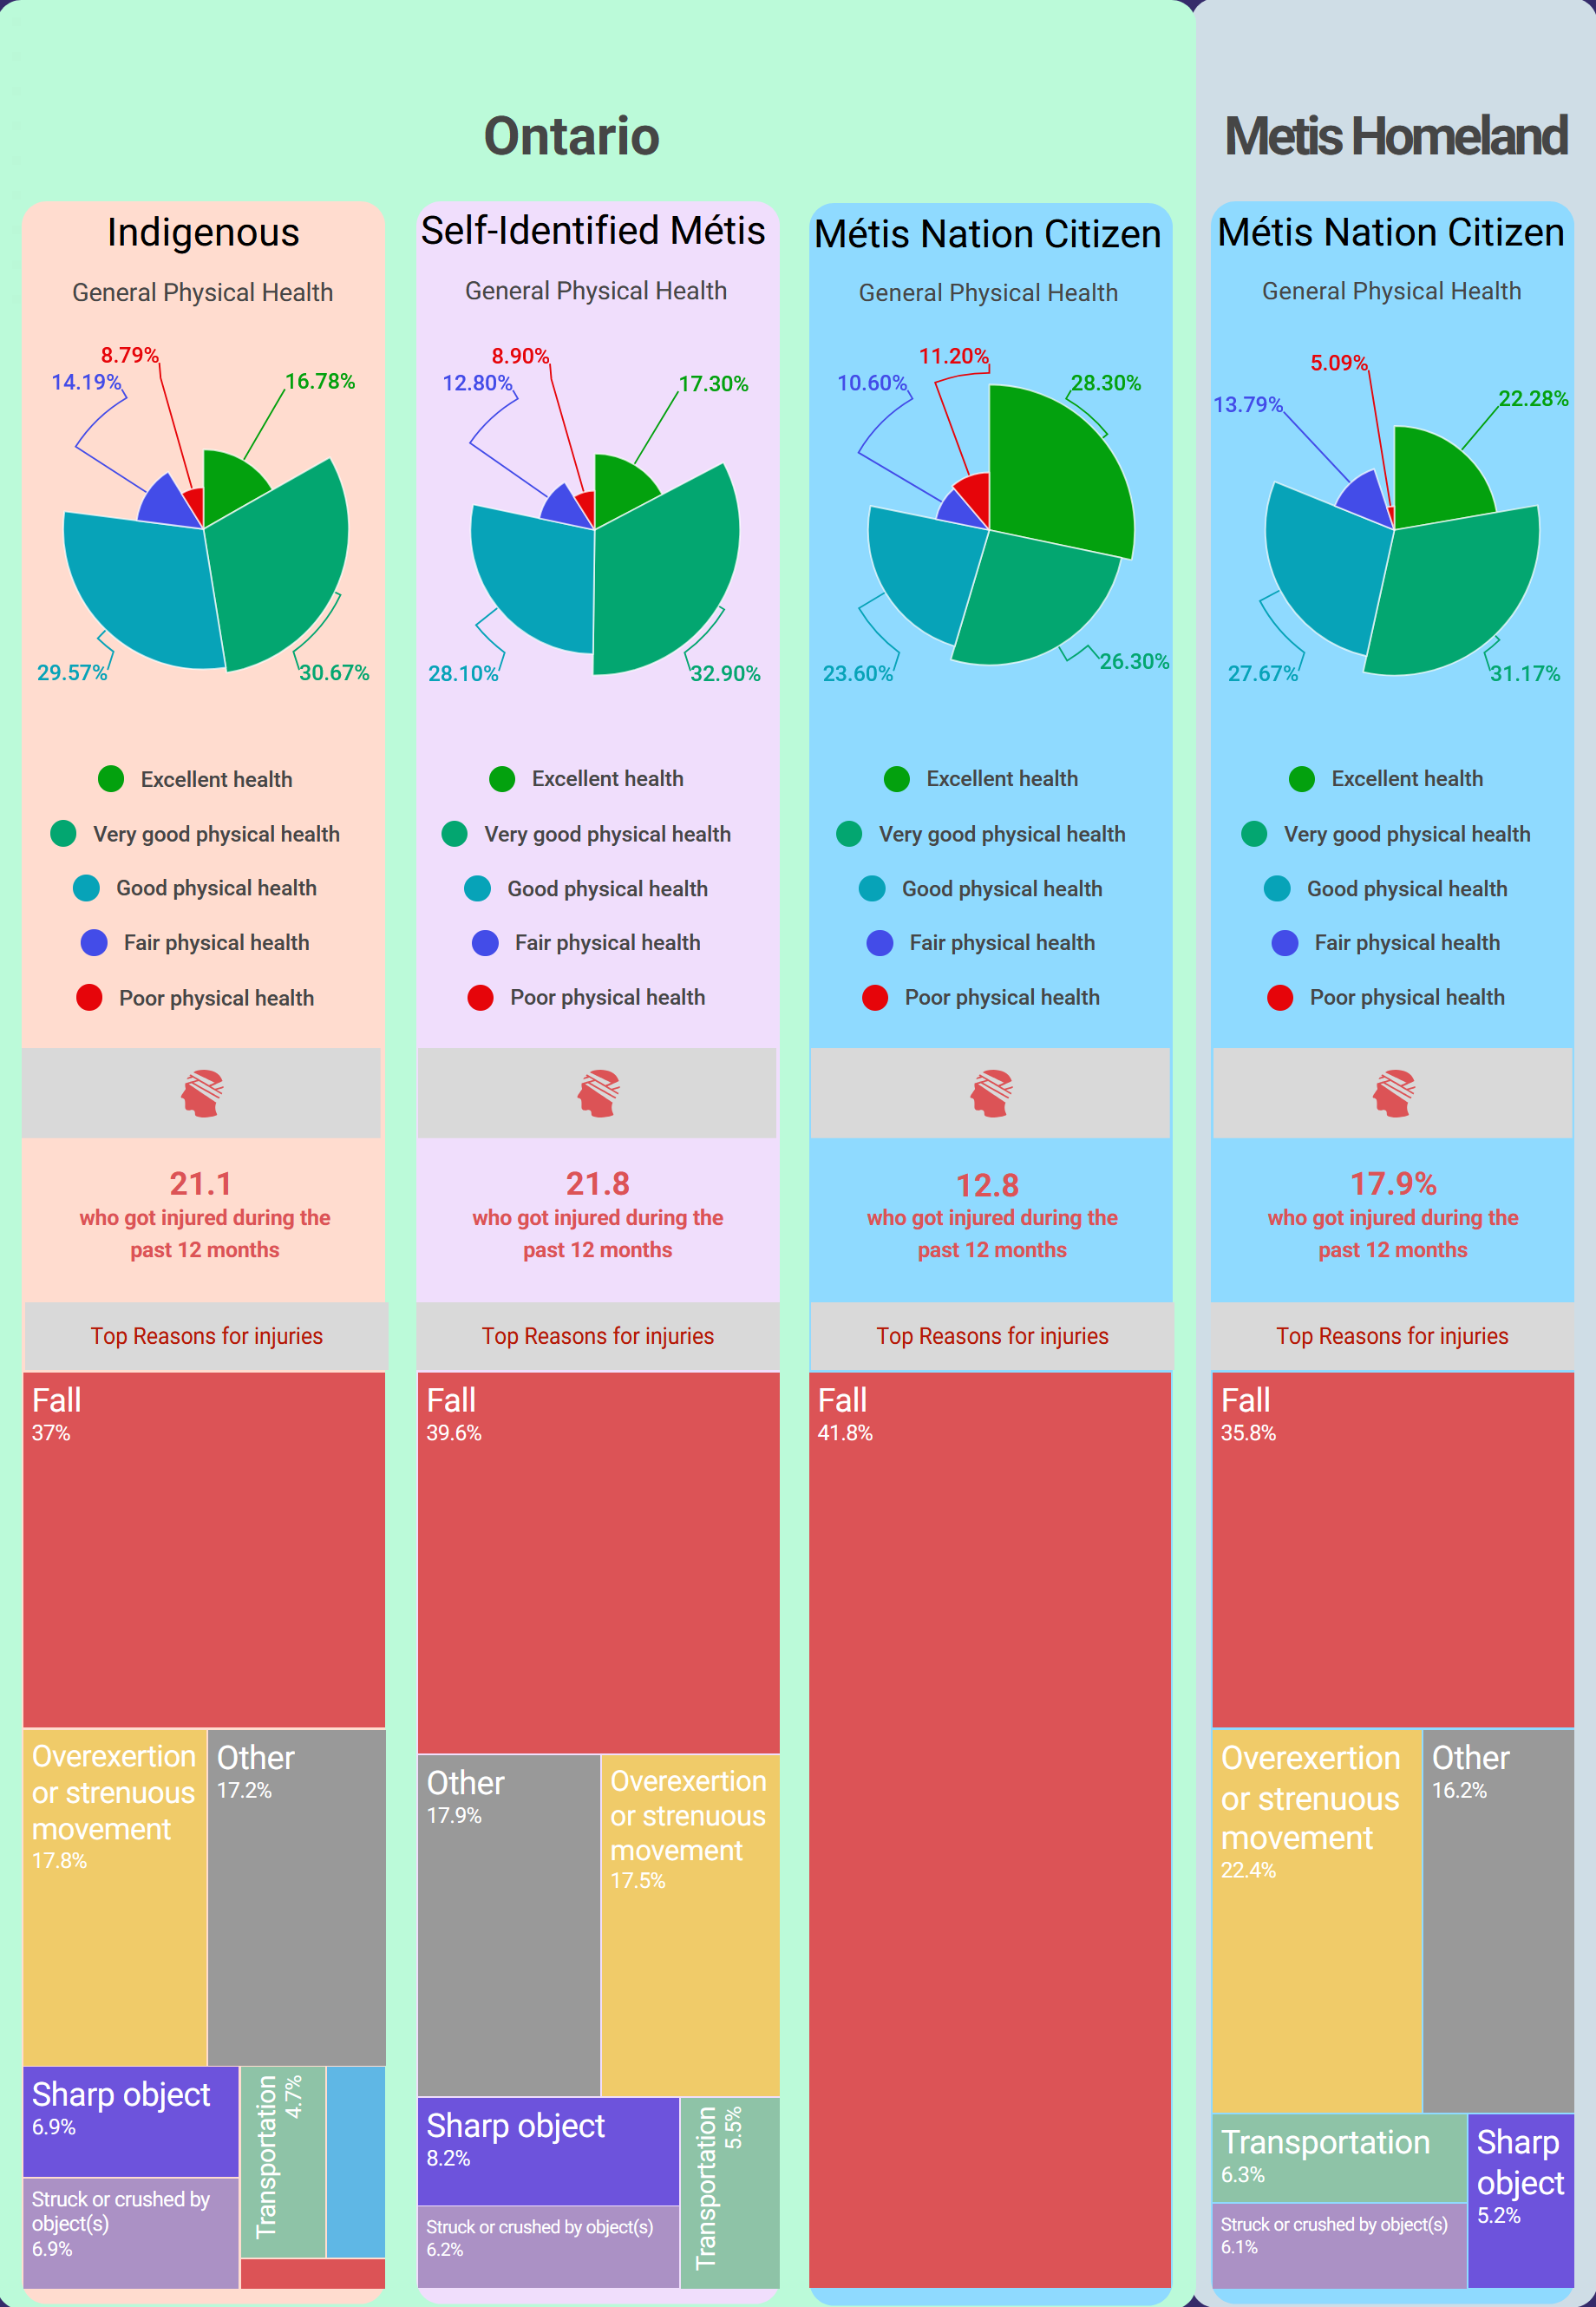 Ontario
Metis Homeland
Indigenous
General Physical Health
8.79%
14.19%
16.78%
29.57%
30.67%
Excellent health
Very good physical health
Good physical health
Fair physical health
Poor physical health
21.1
who got injured during the
past 12 months
Top Reasons for injuries
Fall
37%
Overexertion
or strenuous
movement
17.8%
Other
17.2%
Sharp object
6.9%
Struck or crushed by
object(s)
6.9%
Transportation
4.7%
Self-Identified Métis
General Physical Health
8.90%
12.80%
17.30%
28.10%
32.90%
Excellent health
Very good physical health
Good physical health
Fair physical health
Poor physical health
21.8
who got injured during the
past 12 months
Top Reasons for injuries
Fall
39.6%
Other
17.9%
Overexertion
or strenuous
movement
17.5%
Sharp object
8.2%
Struck or crushed by object(s)
6.2%
Transportation
5.5%
Métis Nation Citizen
General Physical Health
11.20%
10.60%
28.30%
23.60%
26.30%
Excellent health
Very good physical health
Good physical health
Fair physical health
Poor physical health
12.8
who got injured during the
past 12 months
Top Reasons for injuries
Fall
41.8%
Métis Nation Citizen
General Physical Health
5.09%
13.79%
22.28%
27.67%
31.17%
Excellent health
Very good physical health
Good physical health
Fair physical health
Poor physical health
17.9%
who got injured during the
past 12 months
Top Reasons for injuries
Fall
35.8%
Overexertion
or strenuous
movement
22.4%
Other
16.2%
Transportation
6.3%
Struck or crushed by object(s)
6.1%
Sharp
object
5.2%